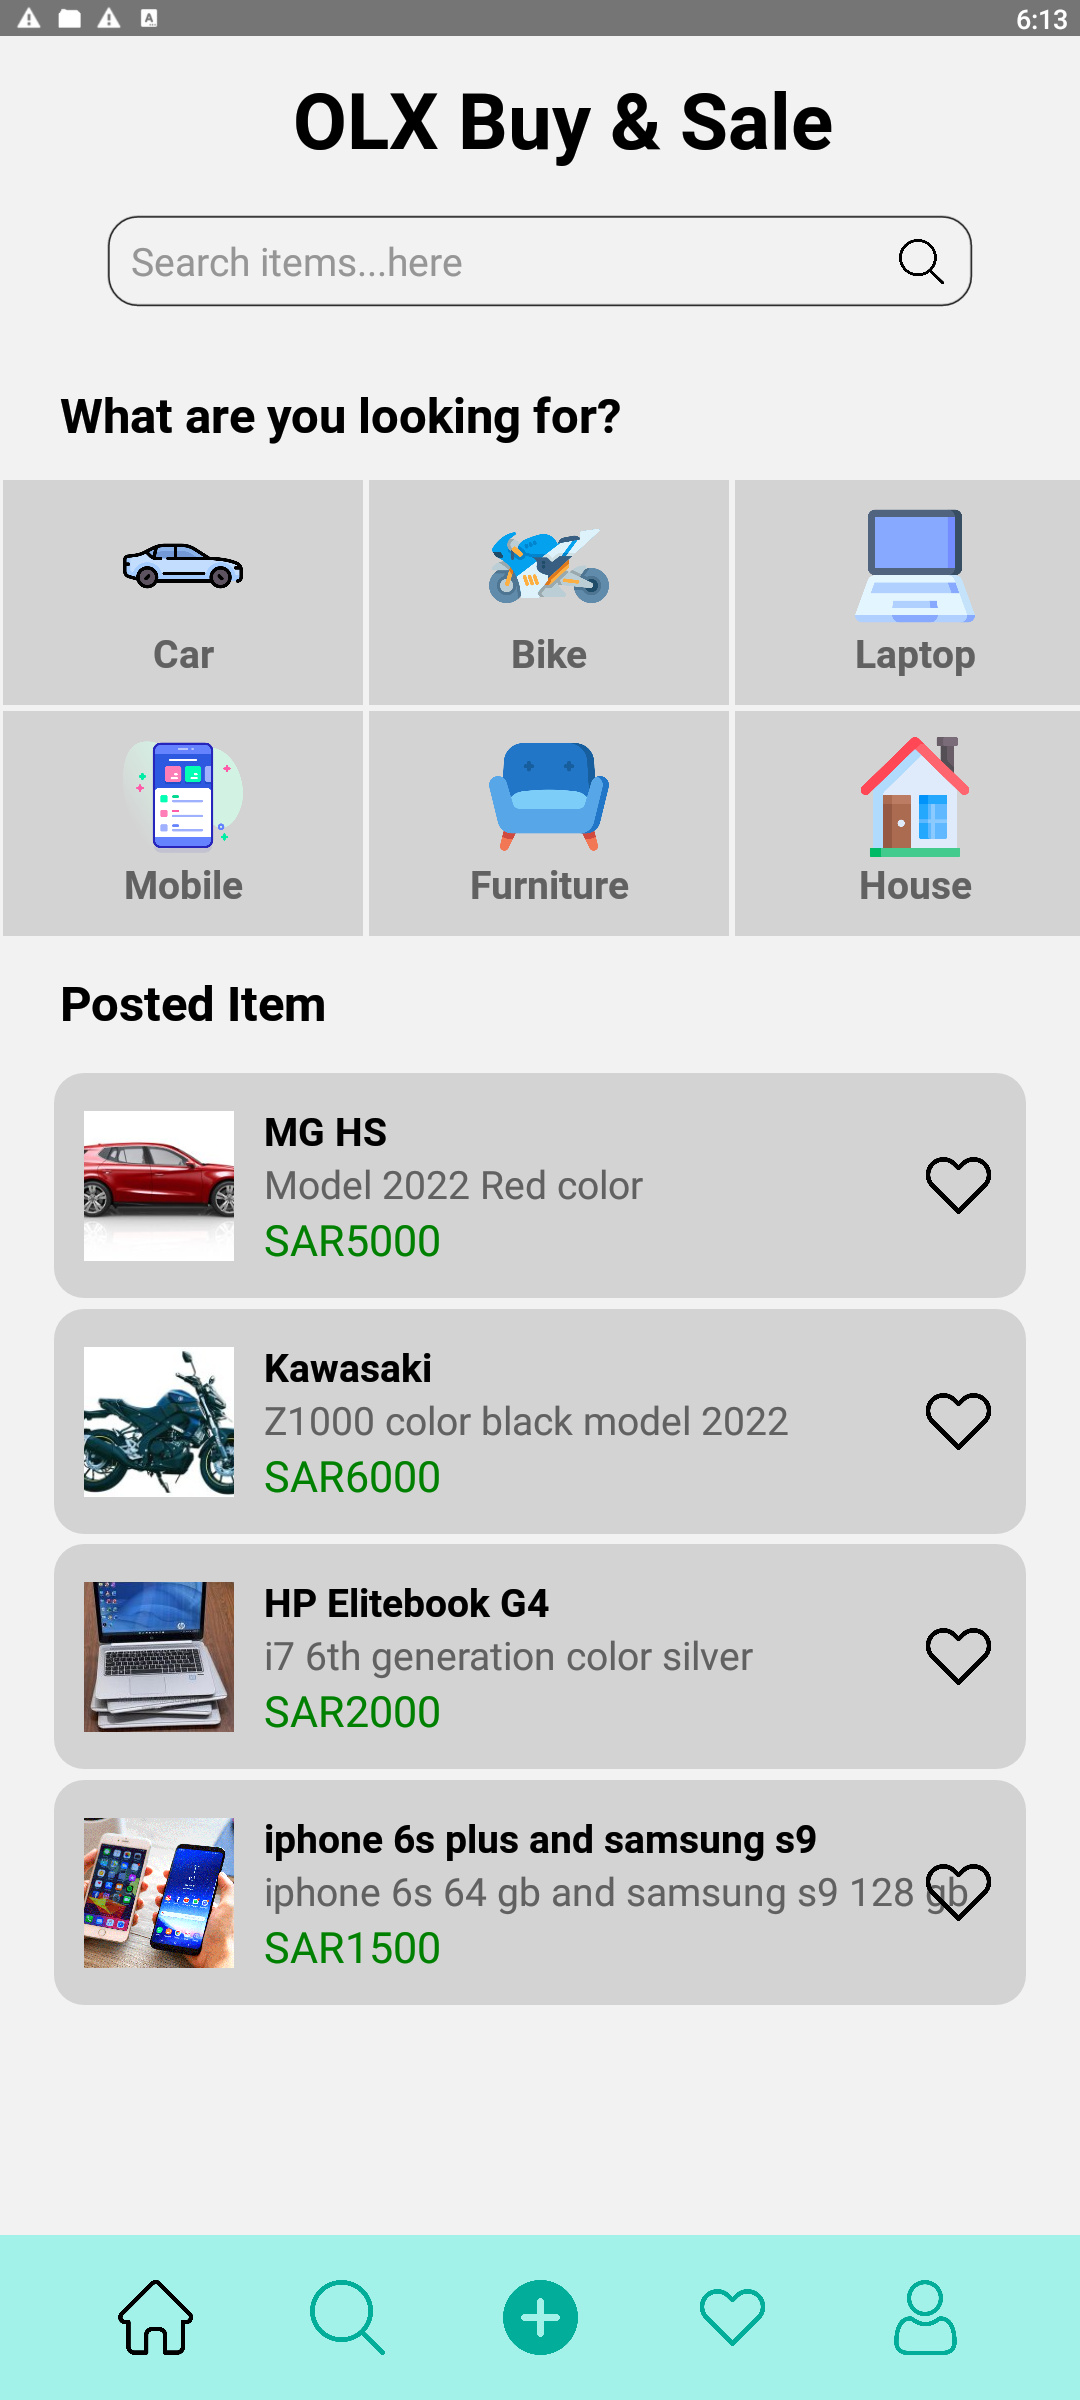 6:13
OLX Buy & Sale
Search items...here
What are you looking for?
Car
Bike
Laptop
Mobile
Furniture
House
Posted Item
MG HS
Model 2022 Red color
SAR5000
Kawasaki
Z1000 color black model 2022
SAR6000
HP Elitebook G4
i7 6th generation color silver
SAR2000
iphone 6s plus and samsung s9
iphone 6s 64 gb and samsung s9 128 gb
SAR1500